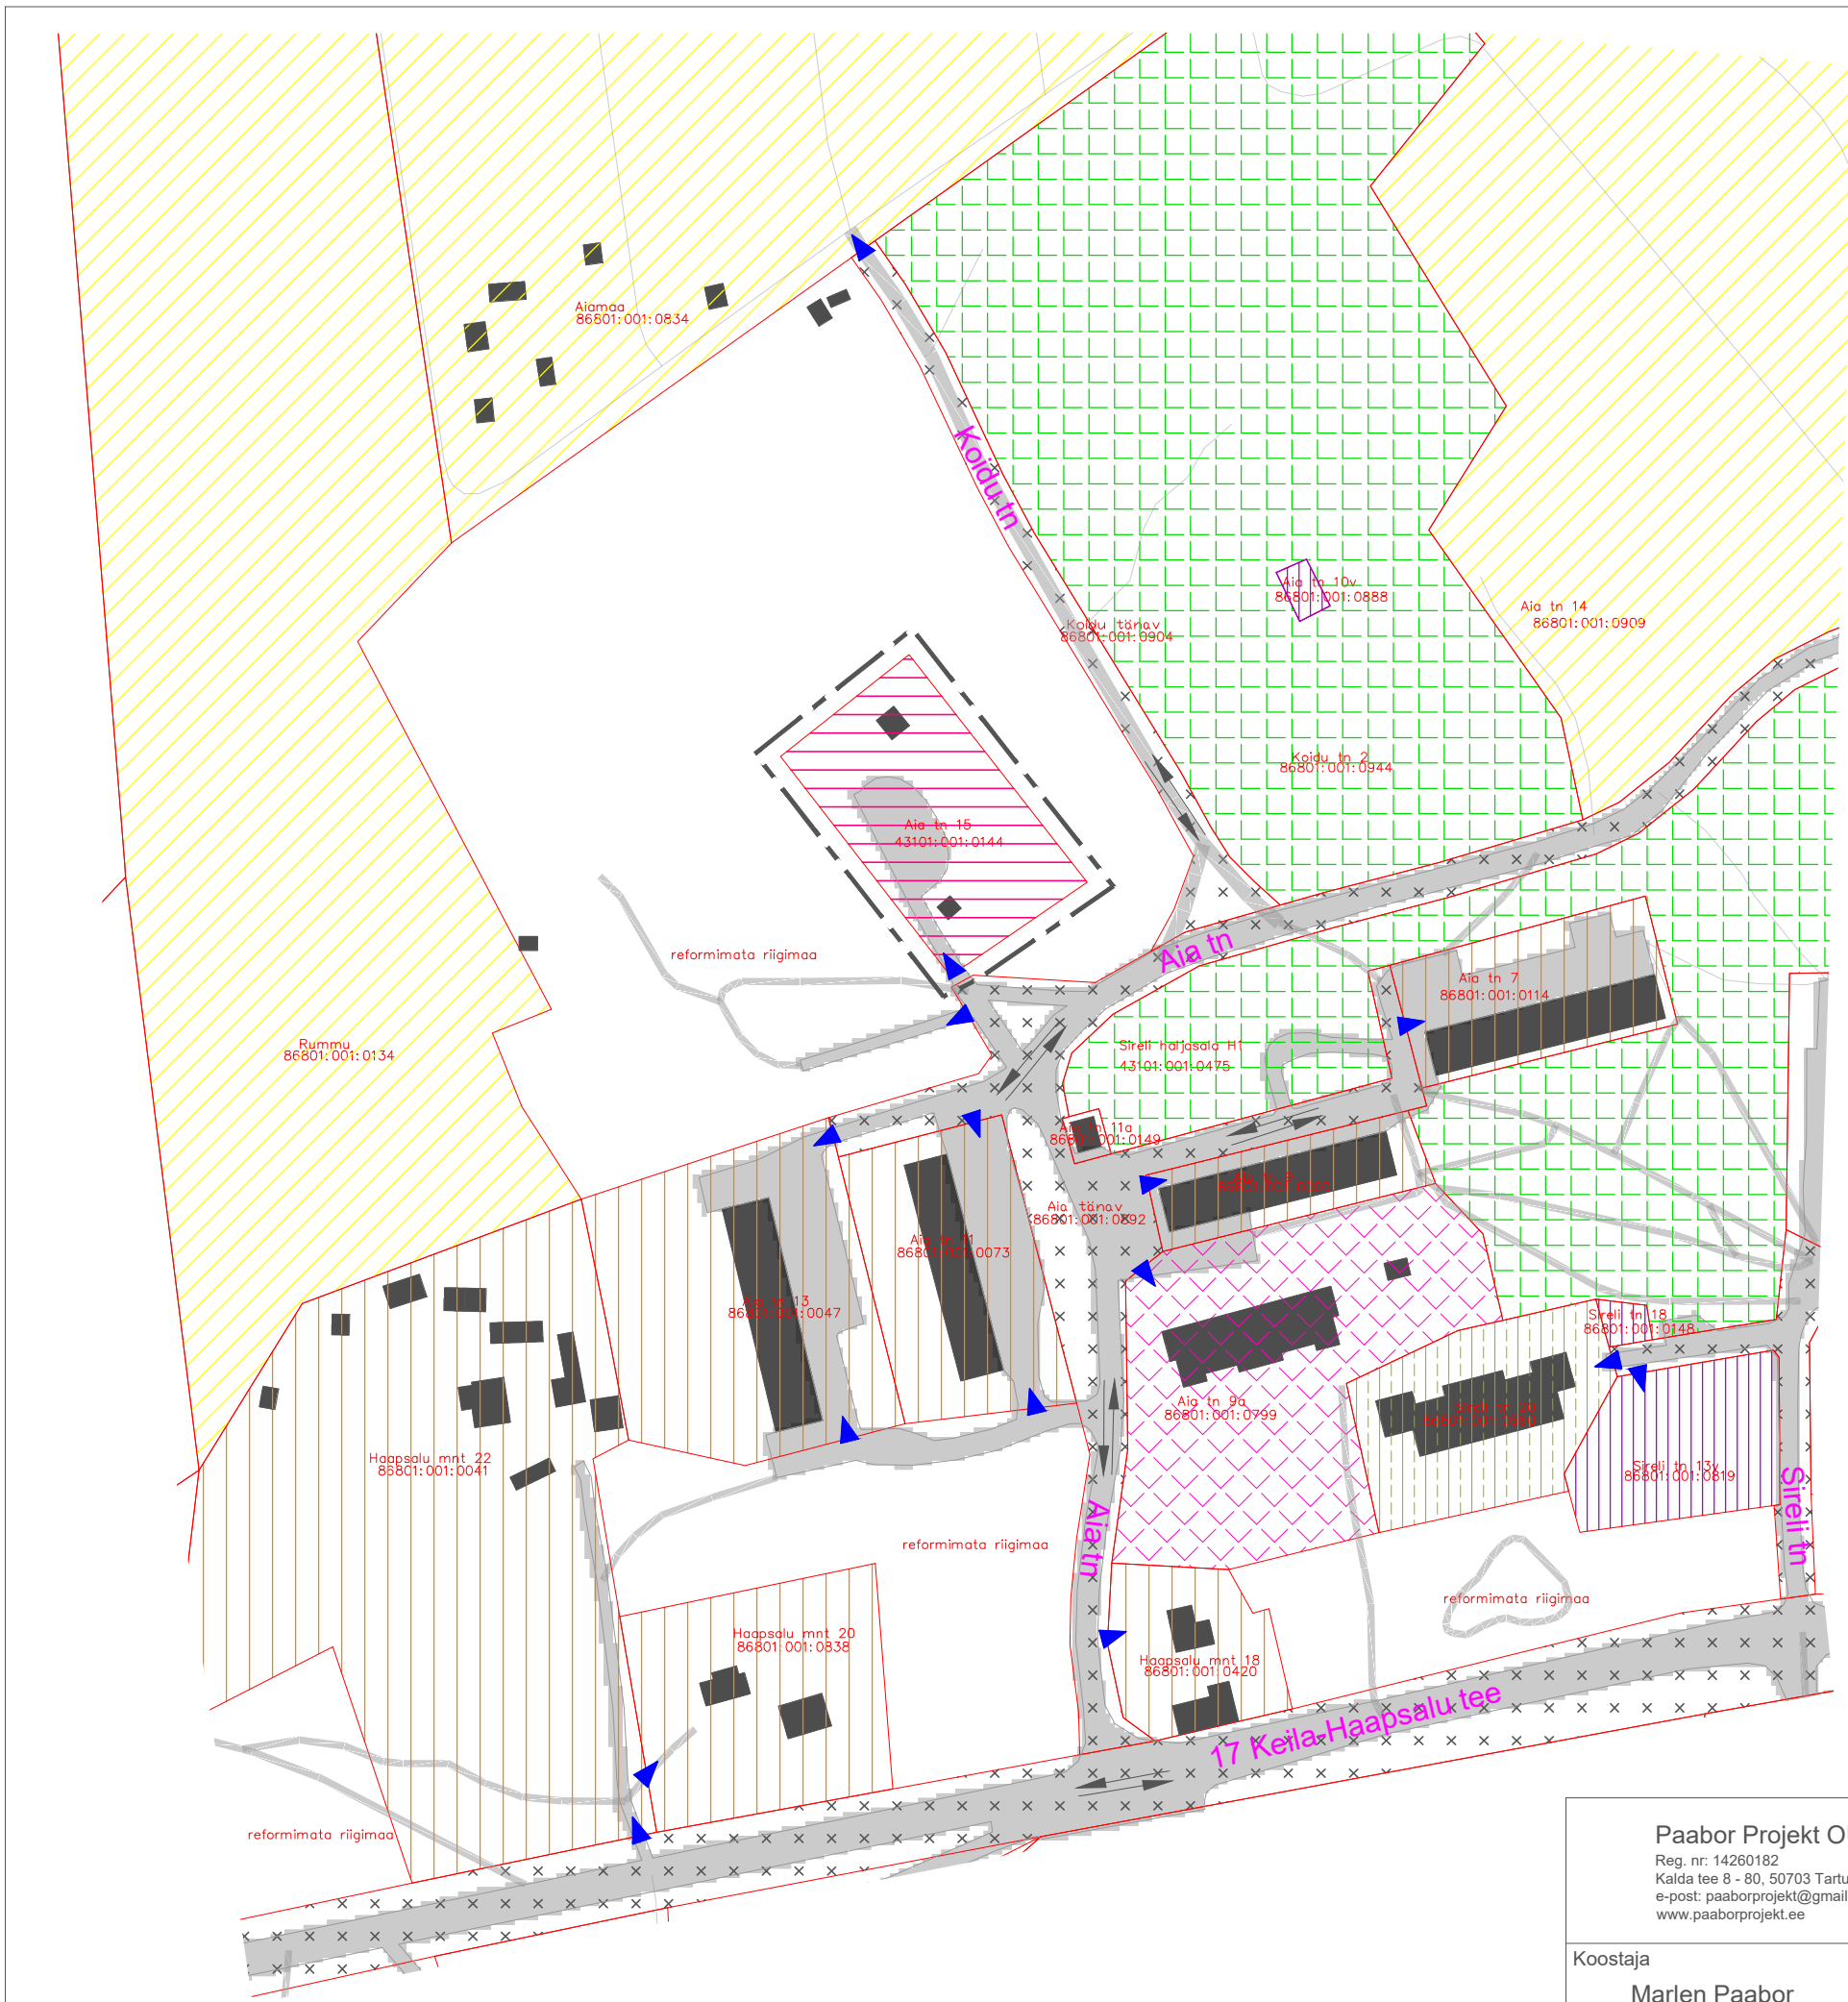 Aiamaa
86801:001:0834
Koidu tn
Aia tn 10v
86801:001:0888
Aia tn 14
86801:001:0909
Koidu tänav
86801:001:0904
Koidu tn 2
86801:001:0944
Aia tn 15
43101:001:0144
reformimata riigimaa
Aia tn
Aia tn 7
86801:001:0114
Rummu
86801:001:0134
Sireli haljasala H1
43101:001:0475
Aia tn 11a
86801:001:0149
Aia tänav
86801:001:0892
Aia tn 11
86801:001:0073
Aia tn 13
86801:001:0047
Sireli tn 18
86801:001:0148
Aia tn 9a
86801:001:0799
Haapsalu mnt 22
86801:001:0041
Sireli tn 13v
86801:001:0819
Sireli tn
Aia tn
reformimata riigimaa
reformimata riigimaa
Haapsalu mnt 20
86801:001:0838
Haapsalu mnt 18
86801:001:0420
17 Keila-Haapsalu tee
reformimata riigimaa
Paabor Projekt O
Reg. nr: 14260182
Kalda tee 8 - 80, 50703 Tartu
e-post: paaborprojekt@gmail
www.paaborprojekt.ee
Koostaja
Marlen Paabor